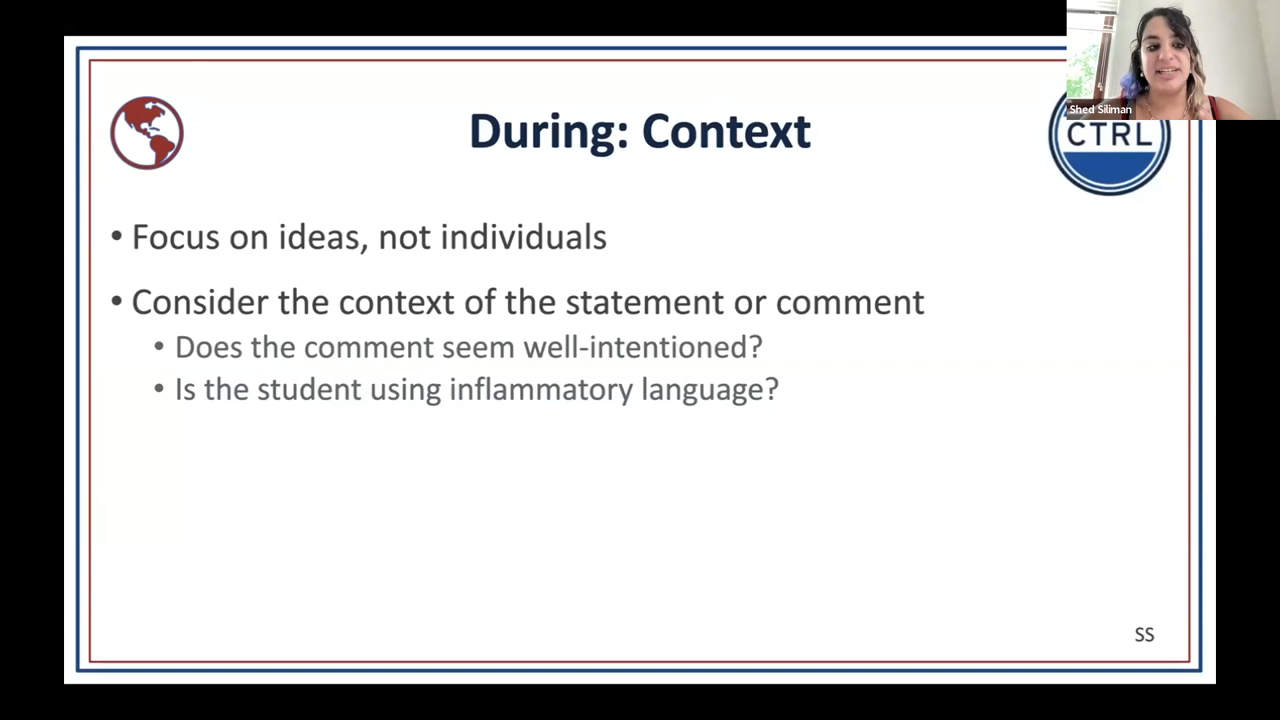 Shed Siliman
During: Context
CTRL
• Focus on ideas, not individuals
• Consider the context of the statement or comment
• Does the comment seem well-intentioned?
• Is the student using inflammatory language?
SS